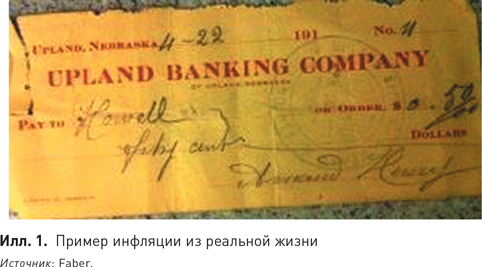 UPLAND, NEBRASKA 4-22 191 No. 11
UPLAND BANKING COMPANY
OF UPLAND, NEBRASKA
PAY TO Howell OR ORDER, $ 0.50
fifty cents DOLLARS
Илл. 1. Пример инфляции из реальной жизни
Источник: Faber.